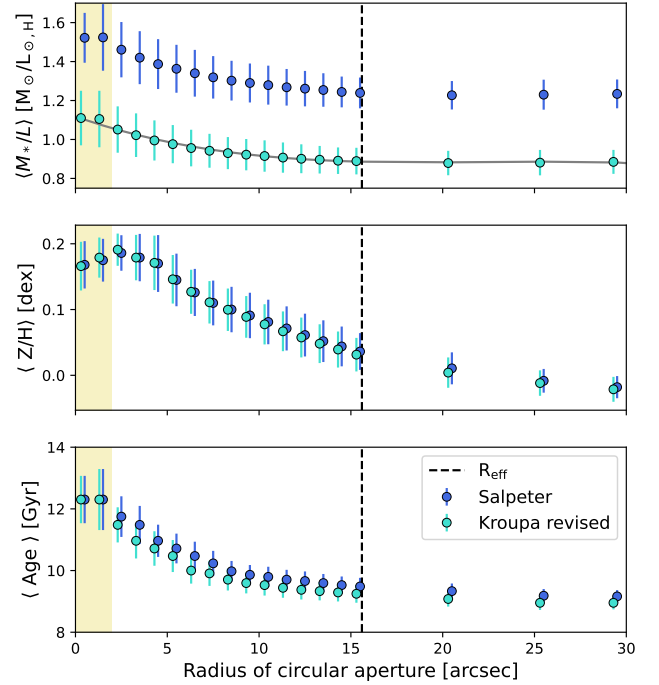 1.6
1.4
1.2
1.0
0.8
⟨M*/L⟩ [M⊙/L⊙,H]
0.2
0.1
0.0
⟨ Z/H⟩ [dex]
14
12
10
8
⟨ Age ⟩ [Gyr]
Reff
Salpeter
Kroupa revised
0 5 10 15 20 25 30
Radius of circular aperture [arcsec]